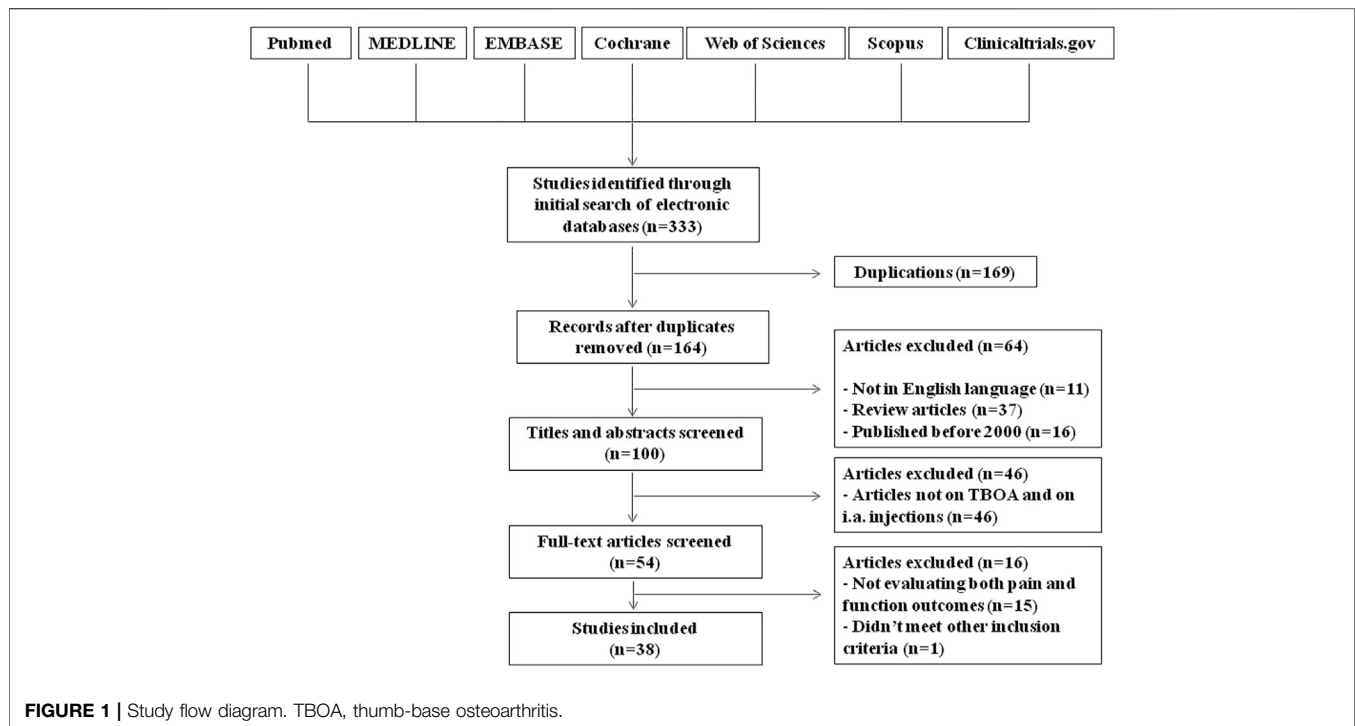 Pubmed
MEDLINE
EMBASE
Cochrane
Web of Sciences
Scopus
Clinicaltrials.gov
Studies identified through
initial search of electronic
databases (n=333)
Duplications (n=169)
Records after duplicates
removed (n=164)
Articles excluded (n=64)
- Not in English language (n=11)
- Review articles (n=37)
- Published before 2000 (n=16)
Titles and abstracts screened
(n=100)
Articles excluded (n=46)
- Articles not on TBOA and on
i.a. injections (n=46)
Full-text articles screened
(n=54)
Articles excluded (n=16)
- Not evaluating both pain and
function outcomes (n=15)
- Didn't meet other inclusion
criteria (n=1)
Studies included
(n=38)
FIGURE 1 | Study flow diagram. TBOA, thumb-base osteoarthritis.